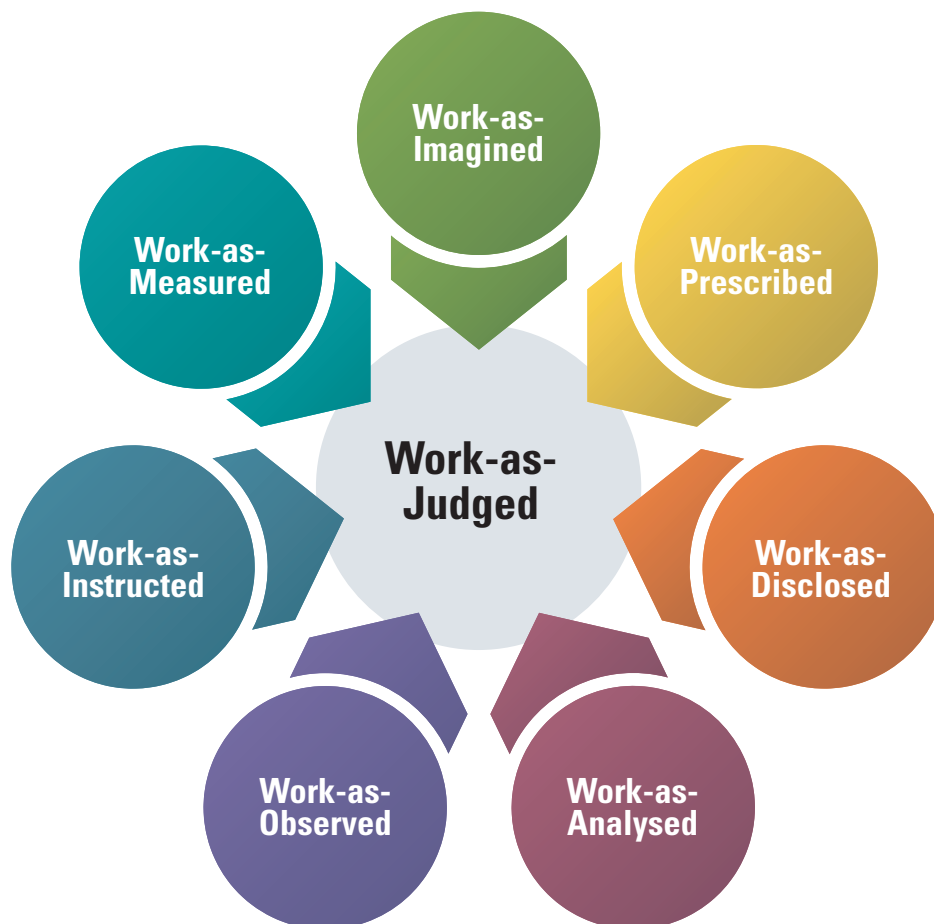 Work-as-
Imagined
Work-as-
Prescribed
Work-as-
Disclosed
Work-as-
Analysed
Work-as-
Observed
Work-as-
Instructed
Work-as-
Measured
Work-as-
Judged